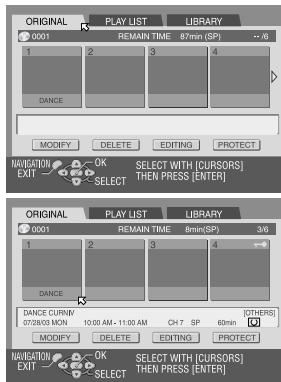 ORIGINAL PLAY LIST LIBRARY
0001 REMAIN TIME 87min (SP) -- /6
1 2 3 4
DANCE
MODIFY DELETE EDITING PROTECT
NAVIGATION OK SELECT WITH [CURSORS]
EXIT SELECT THEN PRESS [ENTER]
ORIGINAL PLAY LIST LIBRARY
0001 REMAIN TIME 8min(SP) 3/6
1 2 3 4
DANCE
DANCE CURNIV [OTHERS]
07/28/03 MON 10:00 AM - 11:00 AM CH 7 SP 60min
MODIFY DELETE EDITING PROTECT
NAVIGATION OK SELECT WITH [CURSORS]
EXIT SELECT THEN PRESS [ENTER]